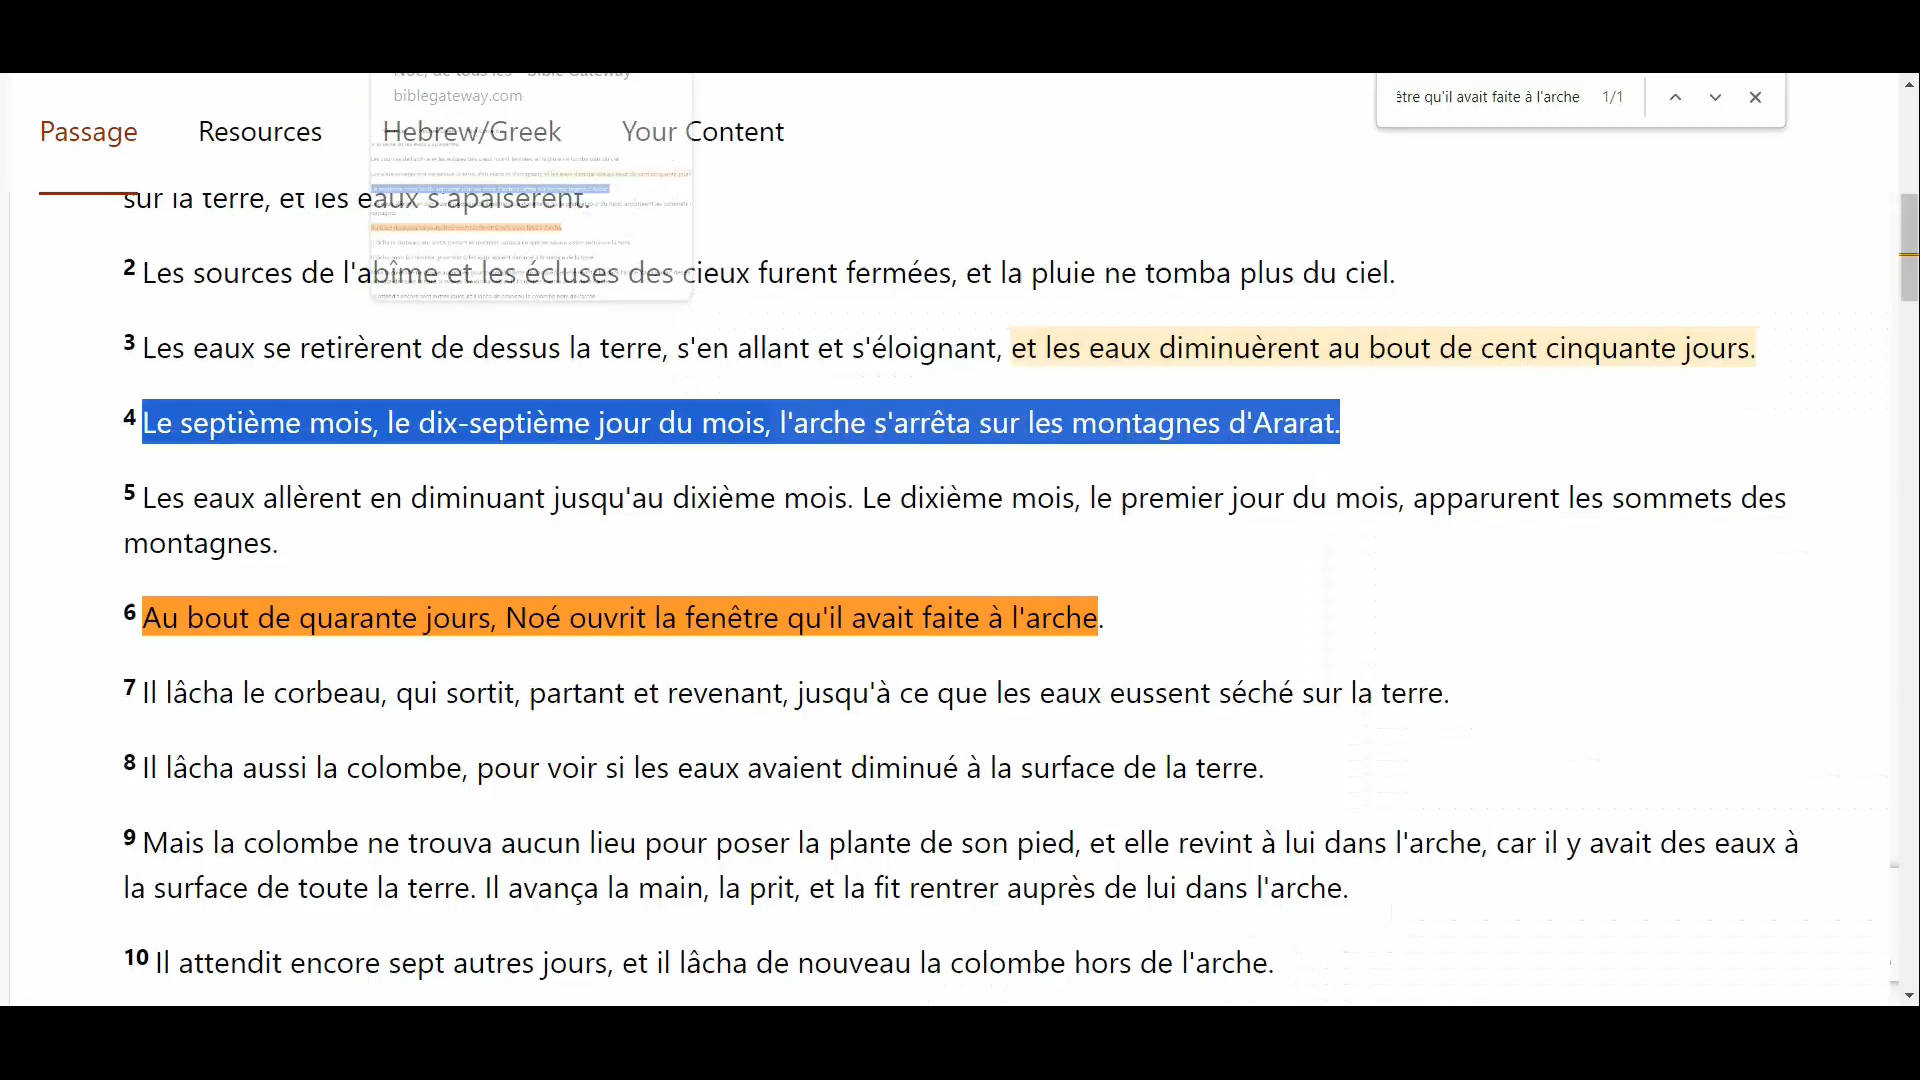 biblegateway.com
être qu'il avait faite à l'arche 1/1
Passage Resources Hebrew/Greek Your Content
sur la terre, et les eaux s'apaisèrent.
2 Les sources de l'abîme et les écluses des cieux furent fermées, et la pluie ne tomba plus du ciel.
3 Les eaux se retirèrent de dessus la terre, s'en allant et s'éloignant, et les eaux diminuèrent au bout de cent cinquante jours.
4 Le septième mois, le dix-septième jour du mois, l'arche s'arrêta sur les montagnes d'Ararat.
5 Les eaux allèrent en diminuant jusqu'au dixième mois. Le dixième mois, le premier jour du mois, apparurent les sommets des
montagnes.
6 Au bout de quarante jours, Noé ouvrit la fenêtre qu'il avait faite à l'arche.
7 Il lâcha le corbeau, qui sortit, partant et revenant, jusqu'à ce que les eaux eussent séché sur la terre.
8 Il lâcha aussi la colombe, pour voir si les eaux avaient diminué à la surface de la terre.
9 Mais la colombe ne trouva aucun lieu pour poser la plante de son pied, et elle revint à lui dans l'arche, car il y avait des eaux à
la surface de toute la terre. Il avança la main, la prit, et la fit rentrer auprès de lui dans l'arche.
10 Il attendit encore sept autres jours, et il lâcha de nouveau la colombe hors de l'arche.